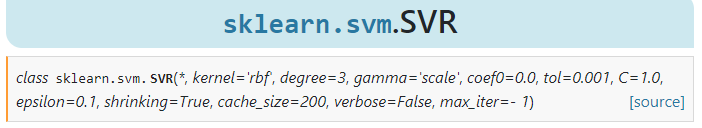 sklearn.svm.SVR
class sklearn.svm.SVR(*, kernel='rbf', degree=3, gamma='scale', coef0=0.0, tol=0.001, C=1.0,
epsilon=0.1, shrinking=True, cache_size=200, verbose=False, max_iter=- 1) [source]